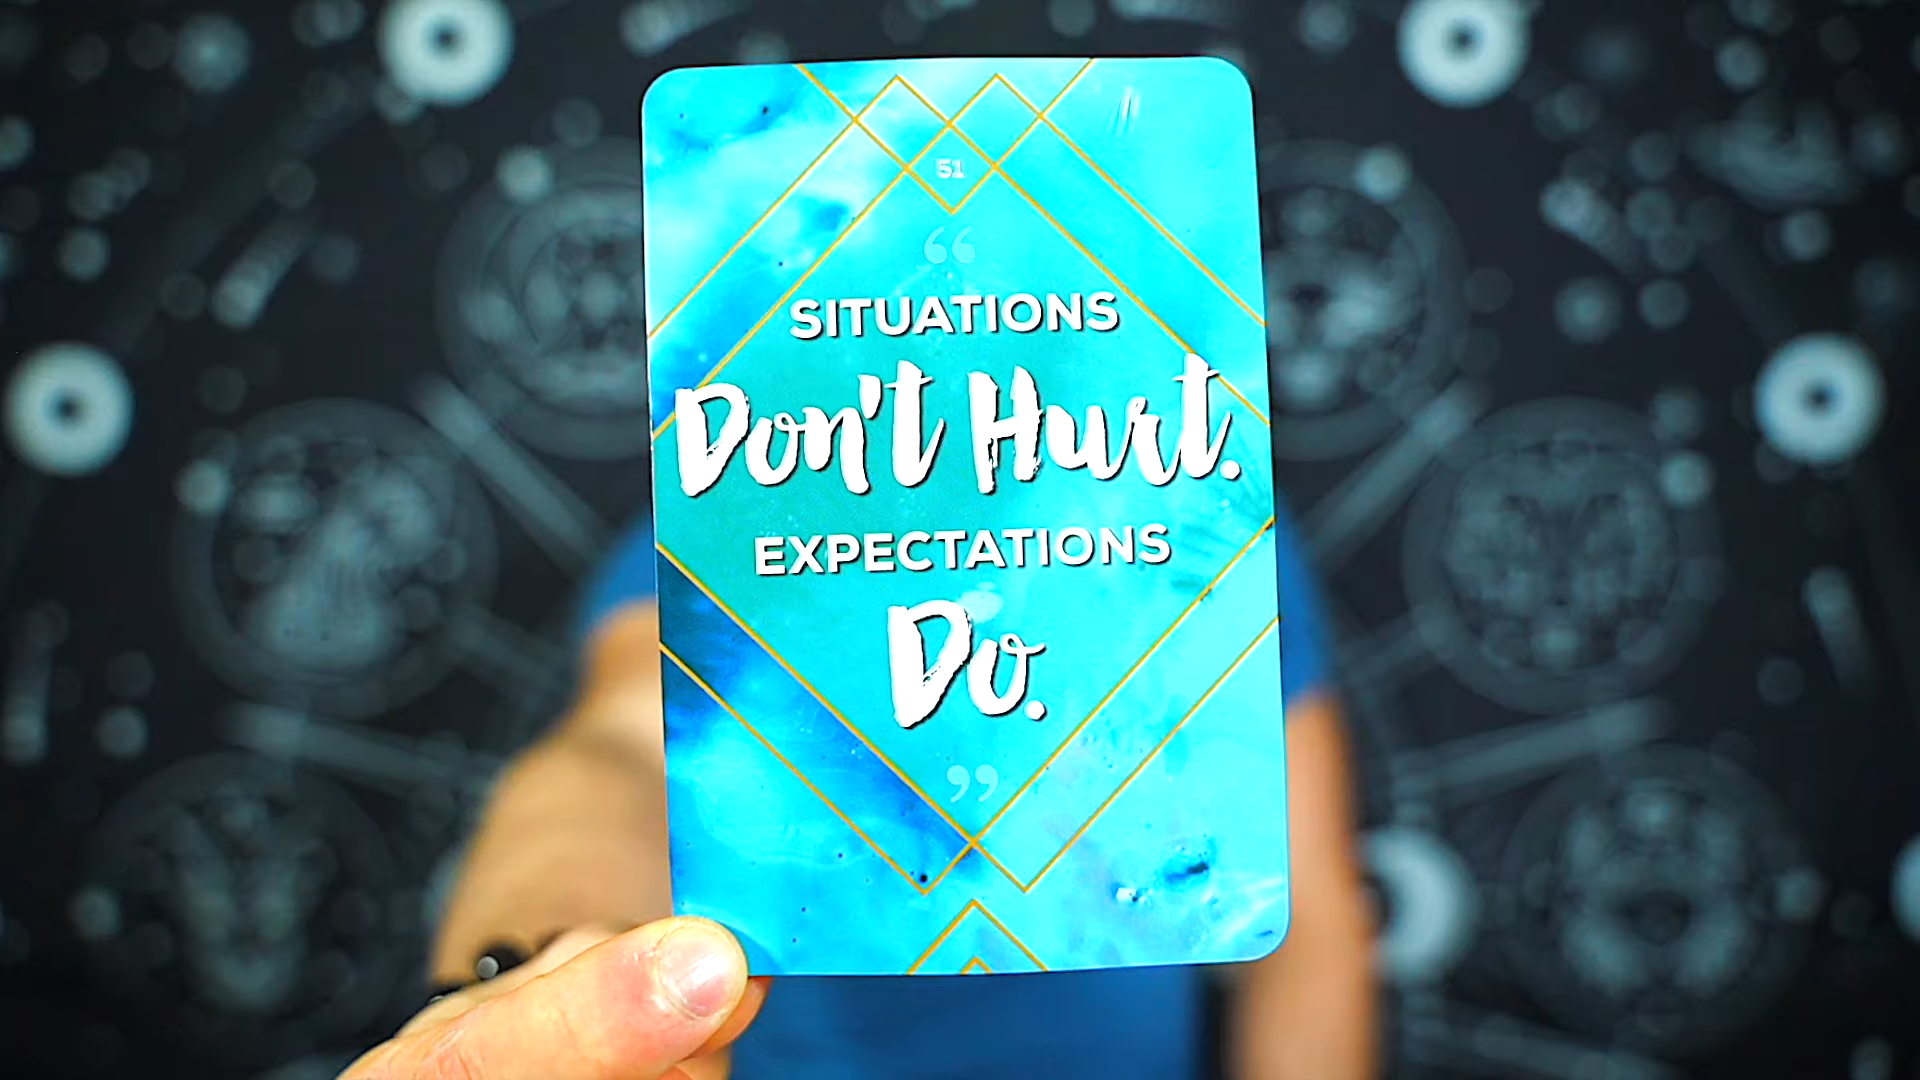 51
“
SITUATIONS
Don't Hurt.
EXPECTATIONS
Do.
”